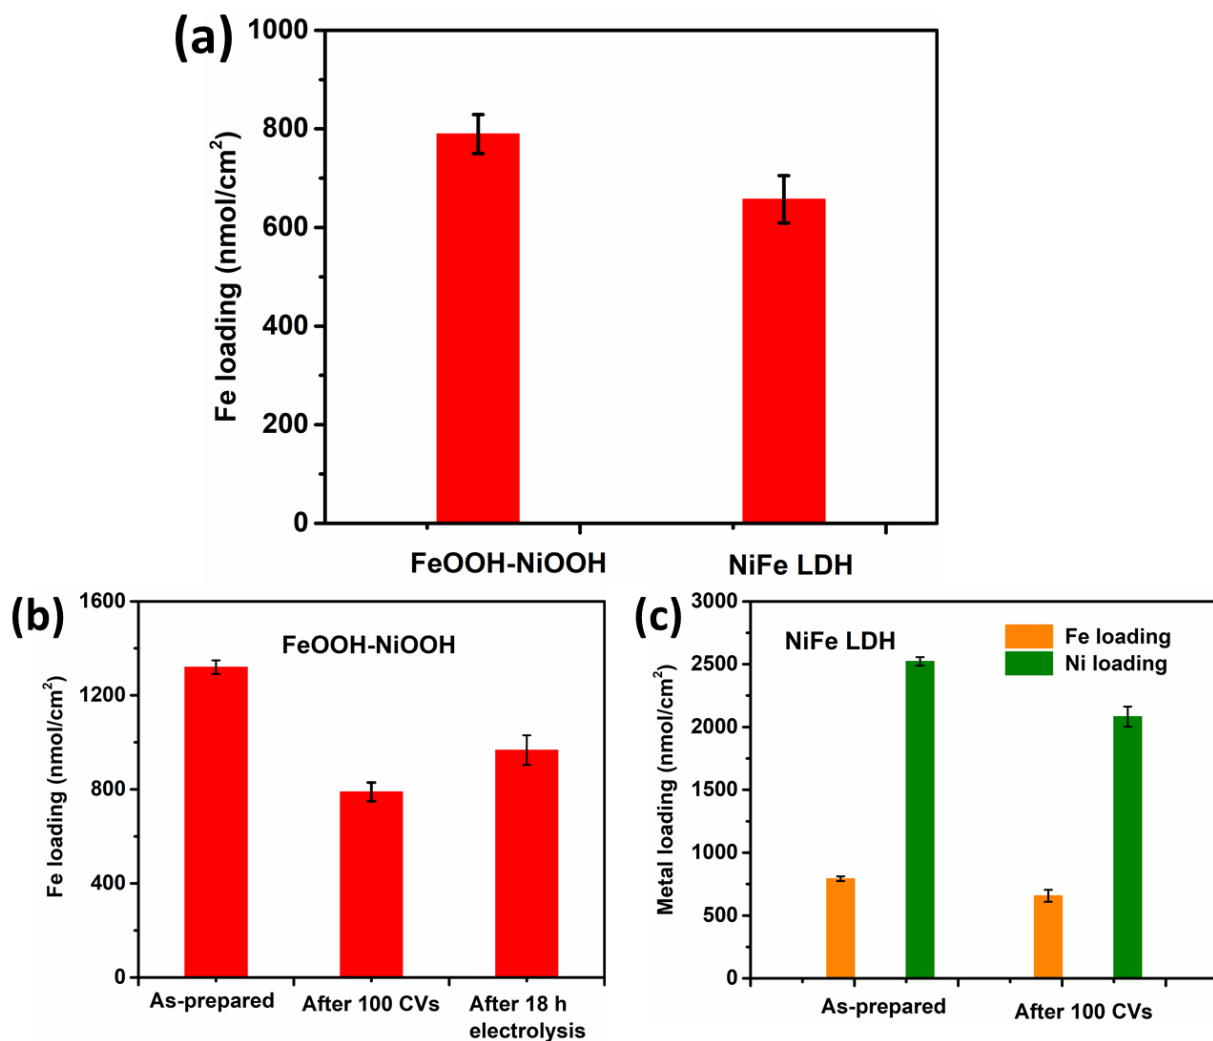 (a)
1000
800
600
400
200
0
Fe loading (nmol/cm²)
FeOOH-NiOOH
NiFe LDH
(b)
1600
1200
800
400
0
Fe loading (nmol/cm²)
FeOOH-NiOOH
As-prepared
After 100 CVs
After 18 h
electrolysis
(c)
3000
2500
2000
1500
1000
500
0
Metal loading (nmol/cm²)
NiFe LDH
Fe loading
Ni loading
As-prepared
After 100 CVs